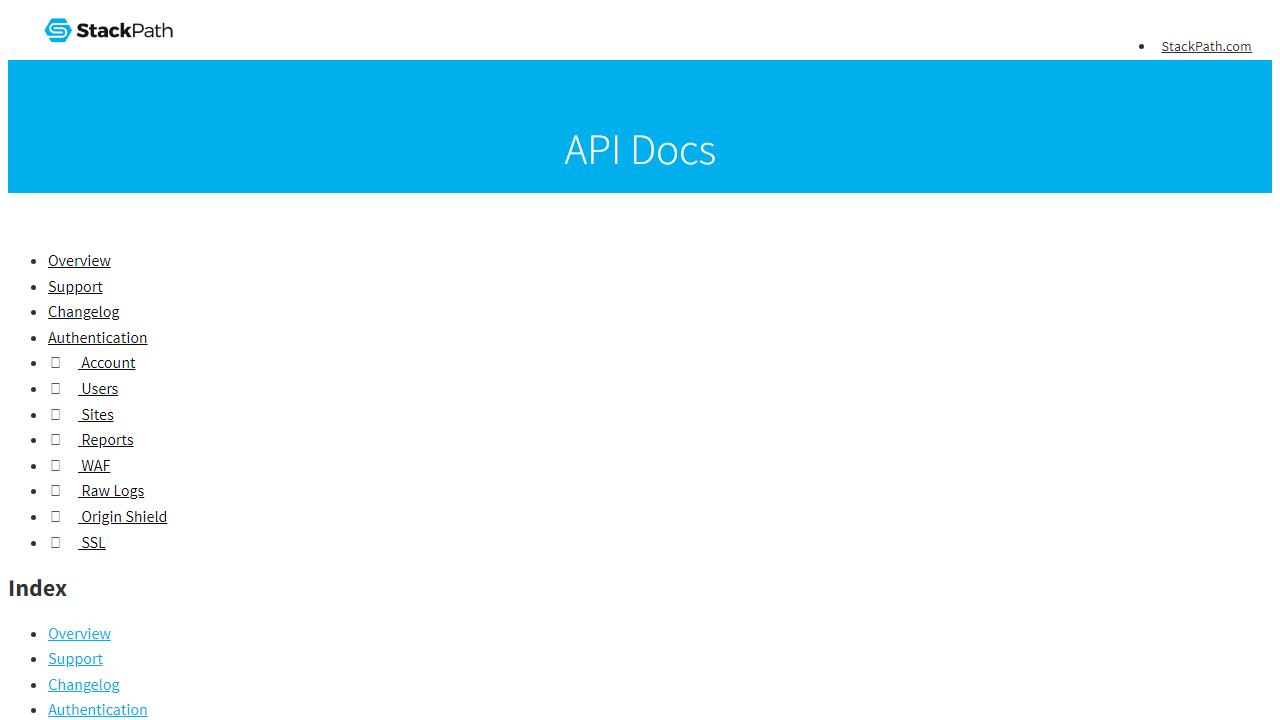 StackPath
StackPath.com
API Docs
Overview
Support
Changelog
Authentication
Account
Users
Sites
Reports
WAF
Raw Logs
Origin Shield
SSL
Index
Overview
Support
Changelog
Authentication